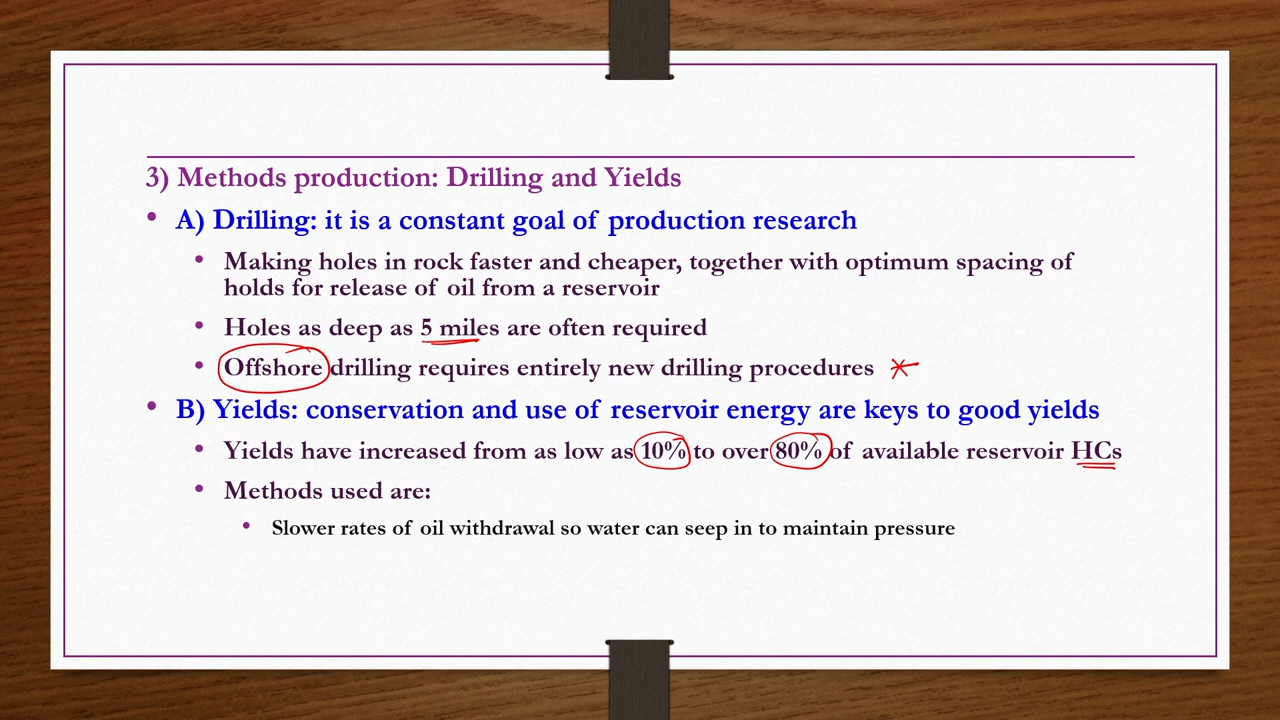 3) Methods production: Drilling and Yields
• A) Drilling: it is a constant goal of production research
• Making holes in rock faster and cheaper, together with optimum spacing of
holds for release of oil from a reservoir
• Holes as deep as 5 miles are often required
• Offshore drilling requires entirely new drilling procedures *
• B) Yields: conservation and use of reservoir energy are keys to good yields
• Yields have increased from as low as 10% to over 80% of available reservoir HCs
• Methods used are:
• Slower rates of oil withdrawal so water can seep in to maintain pressure